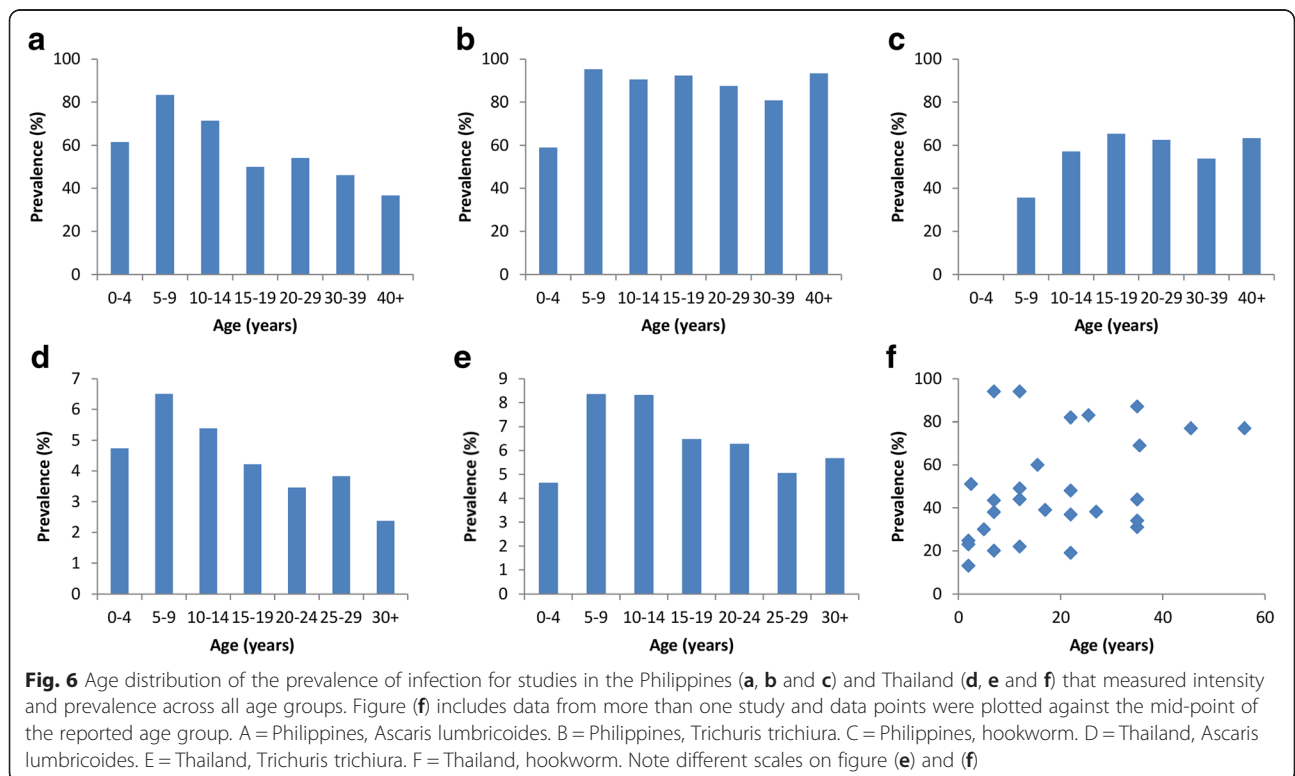 a
100
80
60
40
20
0
Prevalence (%)
0-4 5-9 10-14 15-19 20-29 30-39 40+
Age (years)
b
100
80
60
40
20
0
Prevalence (%)
0-4 5-9 10-14 15-19 20-29 30-39 40+
Age (years)
c
100
80
60
40
20
0
Prevalence (%)
0-4 5-9 10-14 15-19 20-29 30-39 40+
Age (years)
d
7
6
5
4
3
2
1
0
Prevalence (%)
0-4 5-9 10-14 15-19 20-24 25-29 30+
Age (years)
e
9
8
7
6
5
4
3
2
1
0
Prevalence (%)
0-4 5-9 10-14 15-19 20-24 25-29 30+
Age (years)
f
100
80
60
40
20
0
Prevalence (%)
0 20 40 60
Age (years)
Fig. 6 Age distribution of the prevalence of infection for studies in the Philippines (a, b and c) and Thailand (d, e and f) that measured intensity
and prevalence across all age groups. Figure (f) includes data from more than one study and data points were plotted against the mid-point of
the reported age group. A = Philippines, Ascaris lumbricoides. B = Philippines, Trichuris trichiura. C = Philippines, hookworm. D = Thailand, Ascaris
lumbricoides. E = Thailand, Trichuris trichiura. F = Thailand, hookworm. Note different scales on figure (e) and (f)